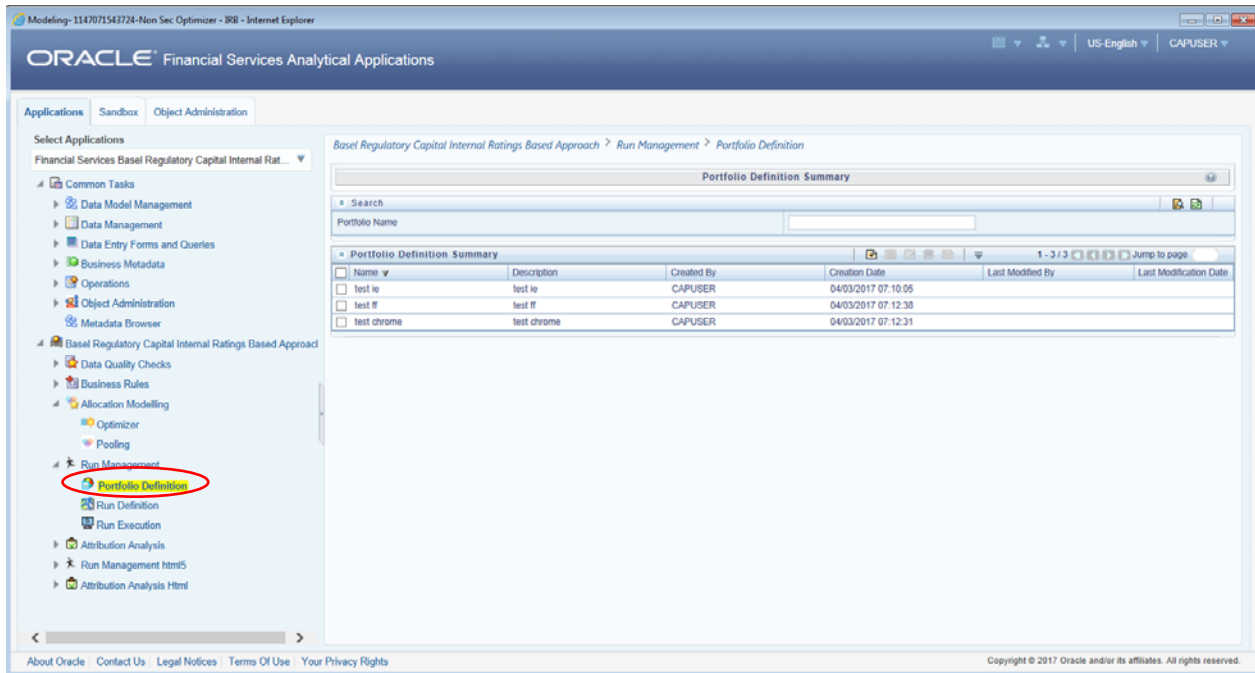 Modeling- 1147071543724-Non Sec Optimizer - IRB - Internet Explorer
US-English
CAPUSER
ORACLE Financial Services Analytical Applications
Applications Sandbox Object Administration
Select Applications
Financial Services Basel Regulatory Capital Internal Rat...
Common Tasks
Data Model Management
Data Management
Data Entry Forms and Queries
Business Metadata
Operations
Object Administration
Metadata Browser
Basel Regulatory Capital Internal Ratings Based Approacl
Data Quality Checks
Business Rules
Allocation Modelling
Optimizer
Pooling
Run Management
Portfolio Definition
Run Definition
Run Execution
Attribution Analysis
Run Management html5
Attribution Analysis Html
Basel Regulatory Capital Internal Ratings Based Approach > Run Management > Portfolio Definition
Portfolio Definition Summary
Search
Portfolio Name
Portfolio Definition Summary 1 - 3 / 3 Jump to page
Name Description Created By Creation Date Last Modified By Last Modification Date
test ie test ie CAPUSER 04/03/2017 07:10:05
test ff test ff CAPUSER 04/03/2017 07:12:38
test chrome test chrome CAPUSER 04/03/2017 07:12:31
About Oracle Contact Us Legal Notices Terms Of Use Your Privacy Rights Copyright © 2017 Oracle and/or its affiliates. All rights reserved.